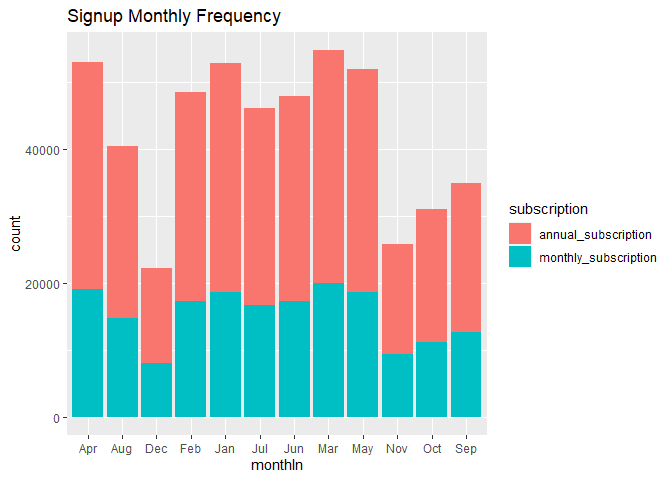 Signup Monthly Frequency
count
40000
20000
0
Apr Aug Dec Feb Jan Jul Jun Mar May Nov Oct Sep
monthIn
subscription
annual_subscription
monthly_subscription